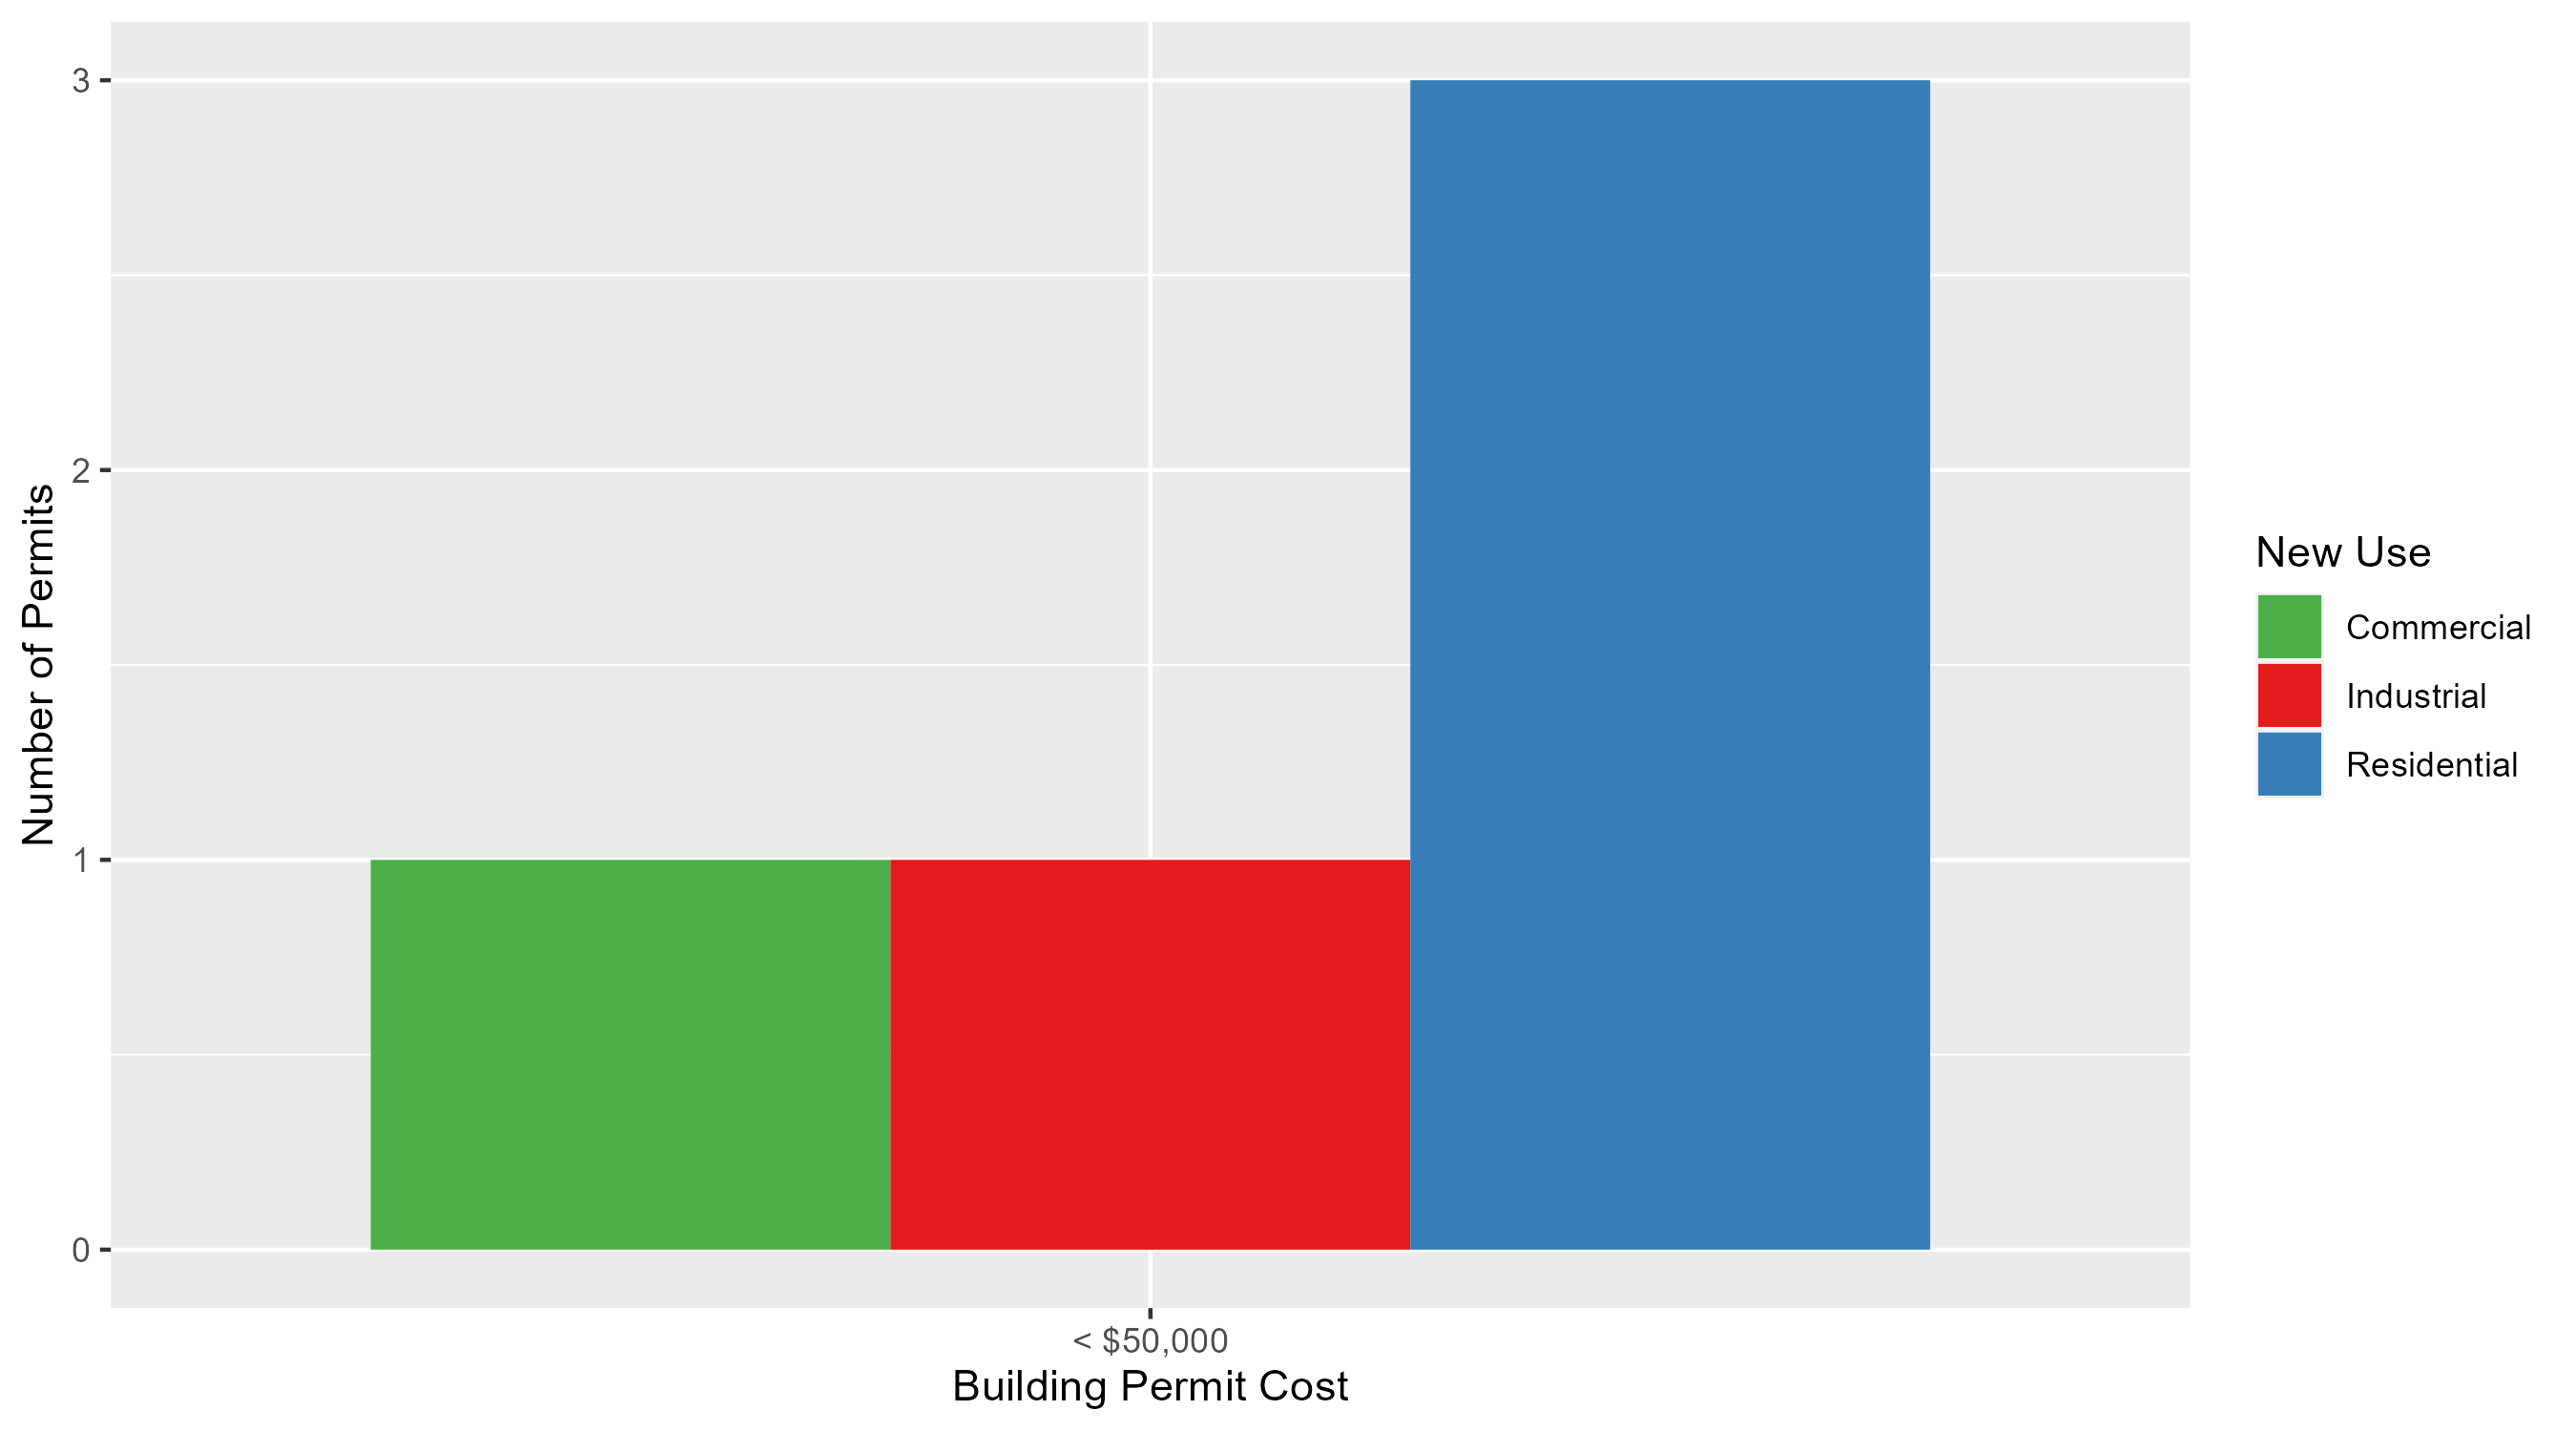 3
2
1
0
Number of Permits
< $50,000
Building Permit Cost
New Use
Commercial
Industrial
Residential